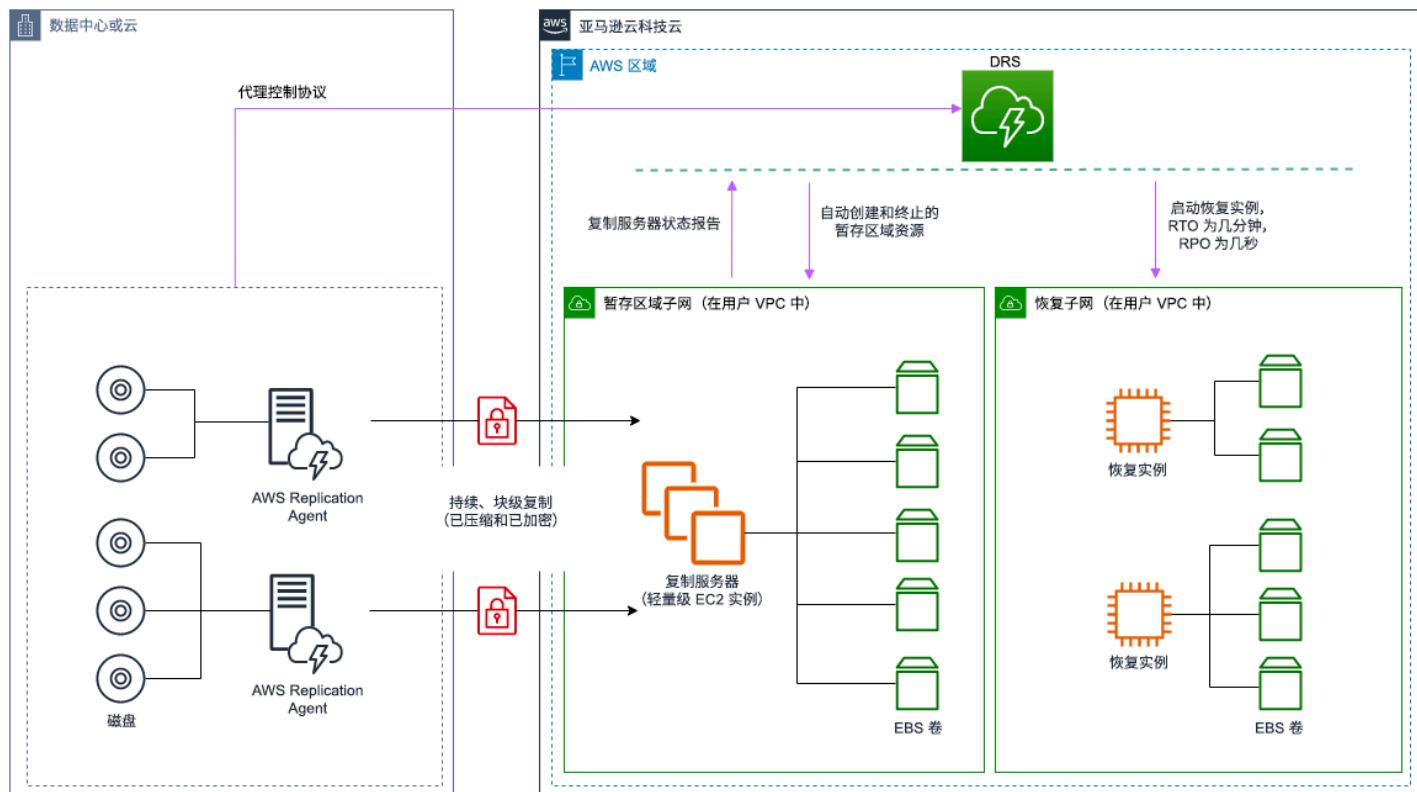 数据中心或云
aws
亚马逊云科技云
AWS 区域
DRS
代理控制协议
复制服务器状态报告
自动创建和终止的
暂存区域资源
启动恢复实例,
RTO 为几分钟,
RPO 为几秒
暂存区域子网（在用户 VPC 中）
恢复子网（在用户 VPC 中）
AWS Replication
Agent
持续、块级复制
（已压缩和已加密）
恢复实例
复制服务器
（轻量级 EC2 实例）
恢复实例
AWS Replication
Agent
磁盘
EBS 卷
EBS 卷